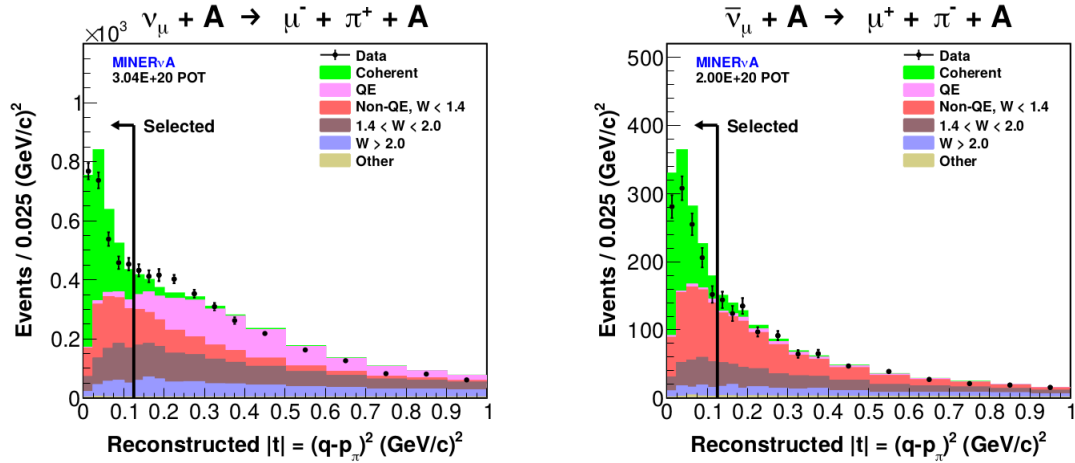 νμ + A → μ⁻ + π⁺ + A
×10³
MINERνA
3.04E+20 POT
Data
Coherent
QE
Non-QE, W < 1.4
1.4 < W < 2.0
W > 2.0
Other
Selected
Events / 0.025 (GeV/c)²
1
0.8
0.6
0.4
0.2
0
0 0.1 0.2 0.3 0.4 0.5 0.6 0.7 0.8 0.9 1
Reconstructed |t| = (q-pπ)² (GeV/c)²
ν̄μ + A → μ⁺ + π⁻ + A
MINERνA
2.00E+20 POT
Data
Coherent
QE
Non-QE, W < 1.4
1.4 < W < 2.0
W > 2.0
Other
Selected
Events / 0.025 (GeV/c)²
500
400
300
200
100
0
0 0.1 0.2 0.3 0.4 0.5 0.6 0.7 0.8 0.9 1
Reconstructed |t| = (q-pπ)² (GeV/c)²